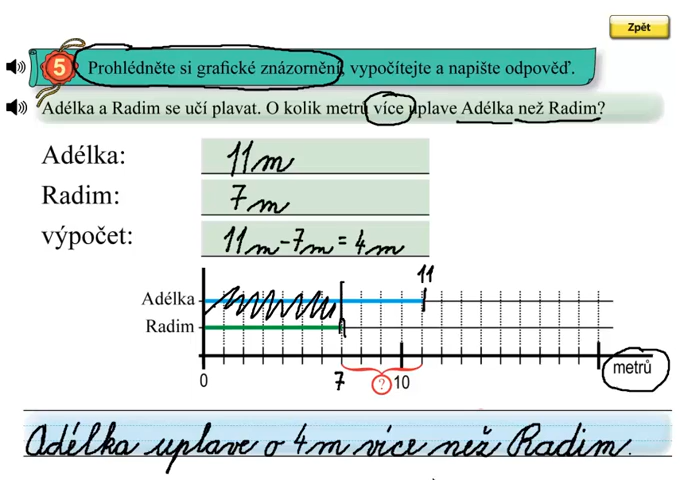 Zpět
5 Prohlédněte si grafické znázornění, vypočítejte a napište odpověď.
Adélka a Radim se učí plavat. O kolik metrů více uplave Adélka než Radim?
Adélka: 11m
Radim: 7m
výpočet: 11m-7m=4m
11
Adélka
Radim
0 7 ? 10 metrů
Adélka uplave o 4m více než Radim.